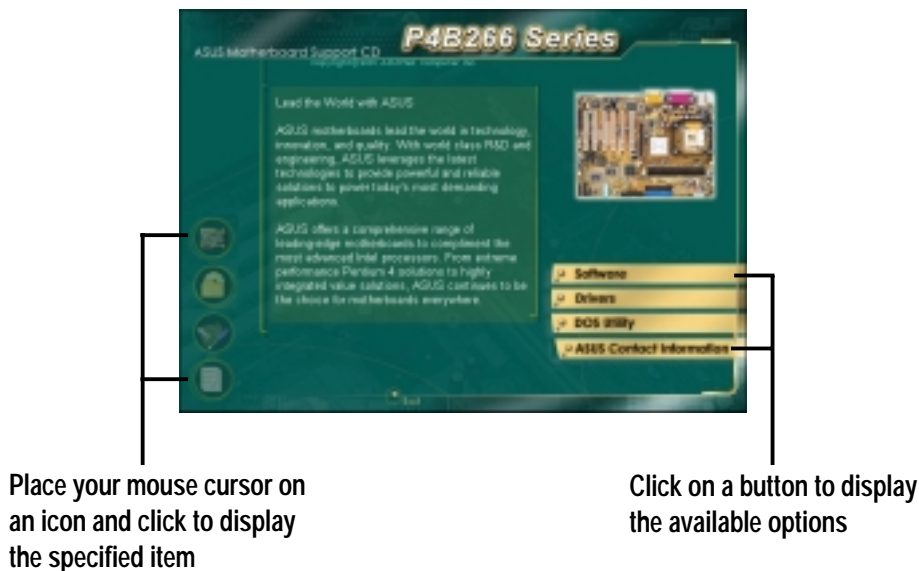 P4B266 Series
ASUS Motherboard Support CD
Lead the World with ASUS
ASUS motherboards lead the world in technology,
innovation, and quality. With world class R&D and
engineering, ASUS leverages the latest
technologies to provide powerful and reliable
solutions to power today's most demanding
applications.
ASUS offers a comprehensive range of
leading-edge motherboards to compliment the
most advanced Intel processors. From extreme
performance Pentium 4 solutions to highly
integrated value solutions, ASUS continues to be
the choice for motherboards everywhere.
Software
Drivers
DOS Utility
ASUS Contact Information
Exit
Place your mouse cursor on
an icon and click to display
the specified item
Click on a button to display
the available options